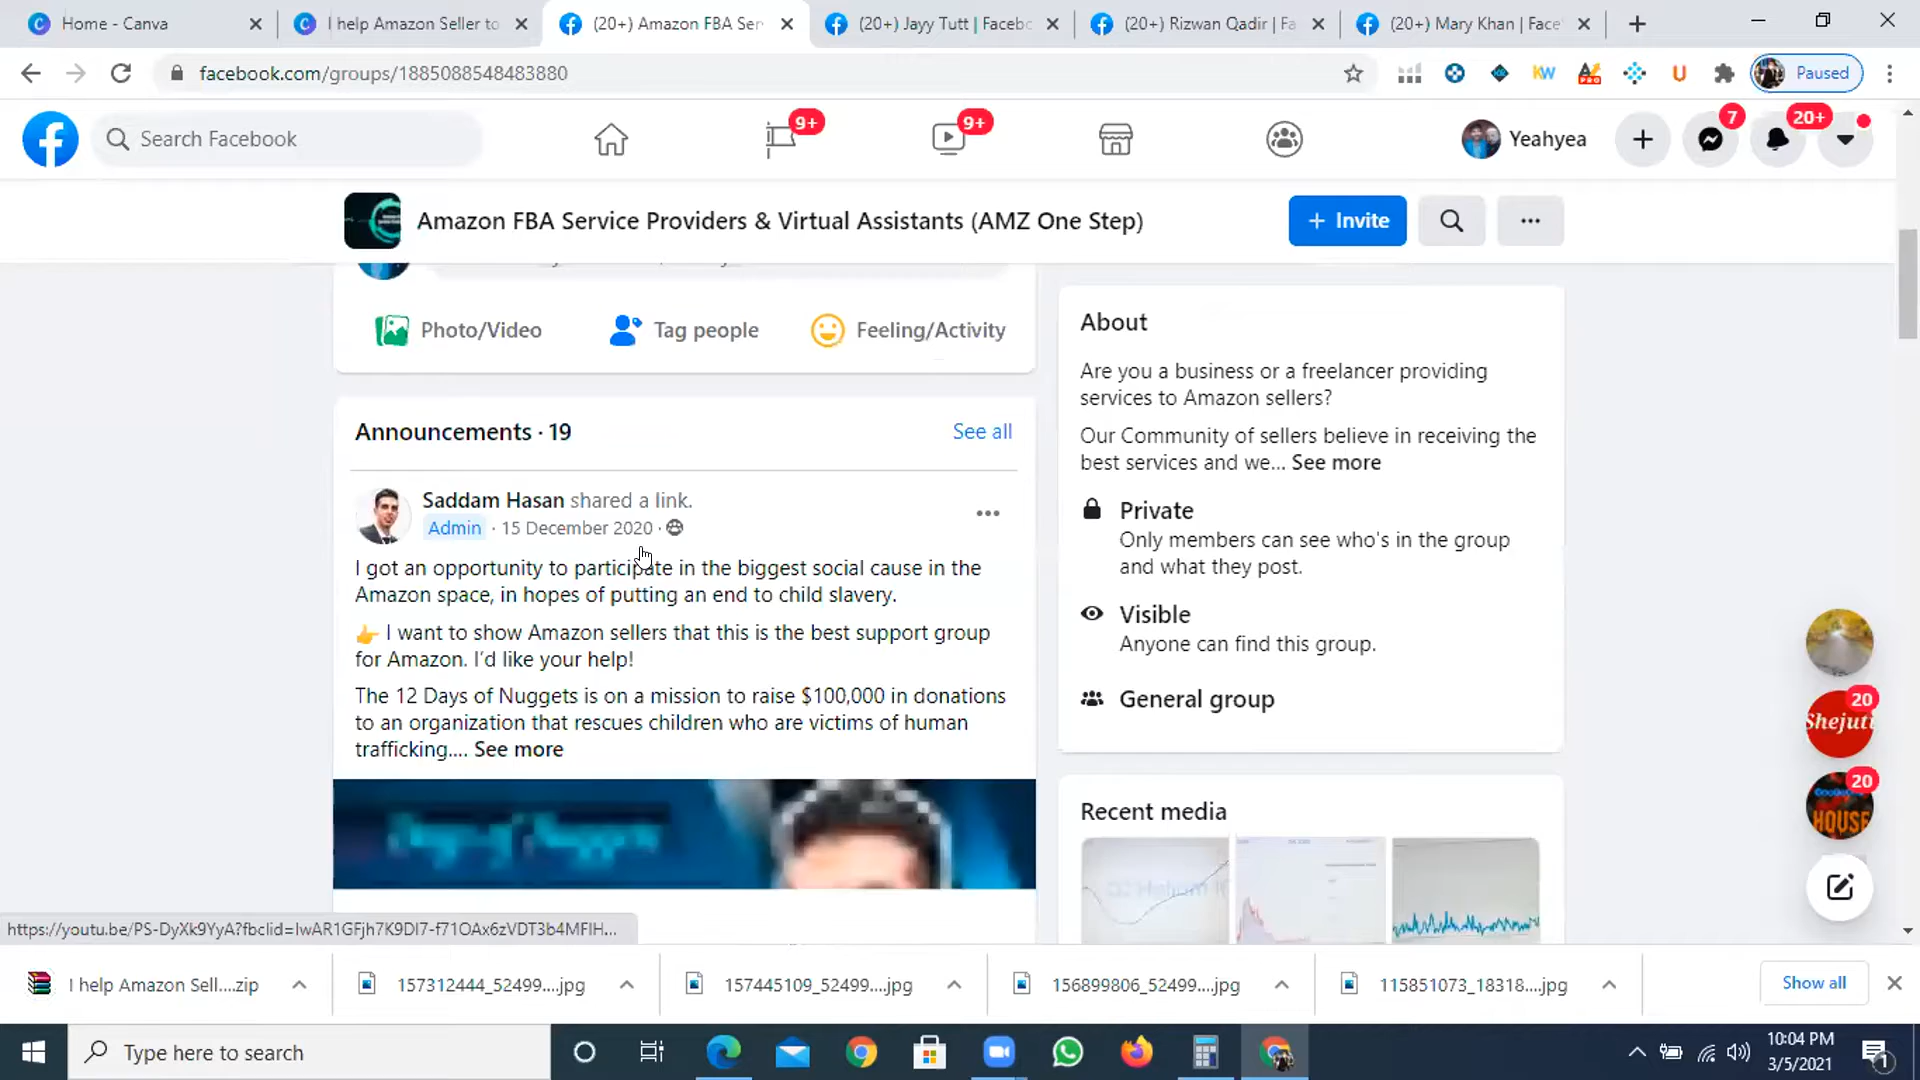 Home - Canva
I help Amazon Seller to
(20+) Amazon FBA Ser
(20+) Jayy Tutt | Facebo
(20+) Rizwan Qadir | Fa
(20+) Mary Khan | Face
facebook.com/groups/1885088548483880
KW
PRO
U
Paused
Search Facebook
9+
9+
Yeahyea
7
20+
Amazon FBA Service Providers & Virtual Assistants (AMZ One Step)
+ Invite
Photo/Video
Tag people
Feeling/Activity
Announcements · 19
See all
Saddam Hasan shared a link.
Admin · 15 December 2020 ·
I got an opportunity to participate in the biggest social cause in the
Amazon space, in hopes of putting an end to child slavery.
👉 I want to show Amazon sellers that this is the best support group
for Amazon. I'd like your help!
The 12 Days of Nuggets is on a mission to raise $100,000 in donations
to an organization that rescues children who are victims of human
trafficking.... See more
About
Are you a business or a freelancer providing
services to Amazon sellers?
Our Community of sellers believe in receiving the
best services and we... See more
Private
Only members can see who's in the group
and what they post.
Visible
Anyone can find this group.
General group
Recent media
20
Shejuti
20
HOUSE
https://youtu.be/PS-DyXk9YyA?fbclid=IwAR1GFjh7K9DI7-f71OAx6zVDT3b4MFIH...
I help Amazon Sell....zip
157312444_52499....jpg
157445109_52499....jpg
156899806_52499....jpg
115851073_18318....jpg
Show all
Type here to search
10:04 PM
3/5/2021
1